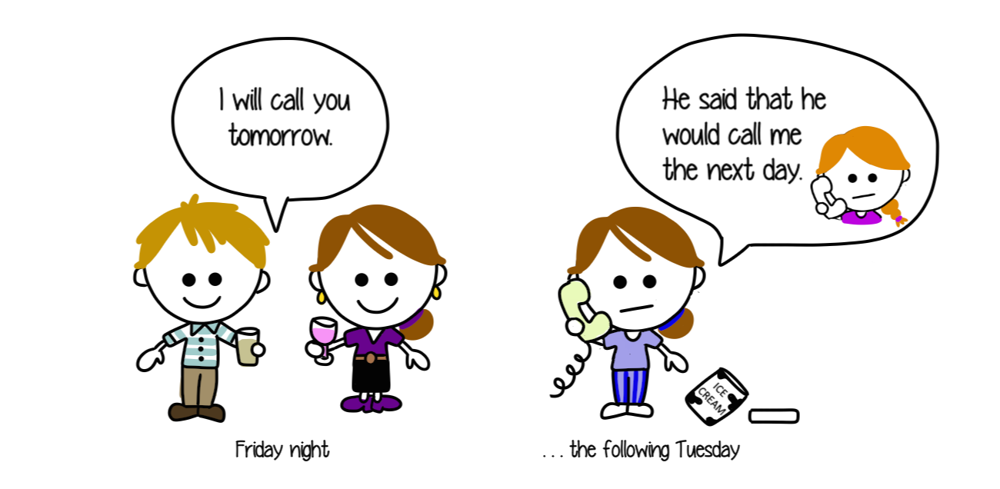 I will call you
tomorrow.
He said that he
would call me
the next day.
ICE
CREAM
Friday night
. . . the following Tuesday